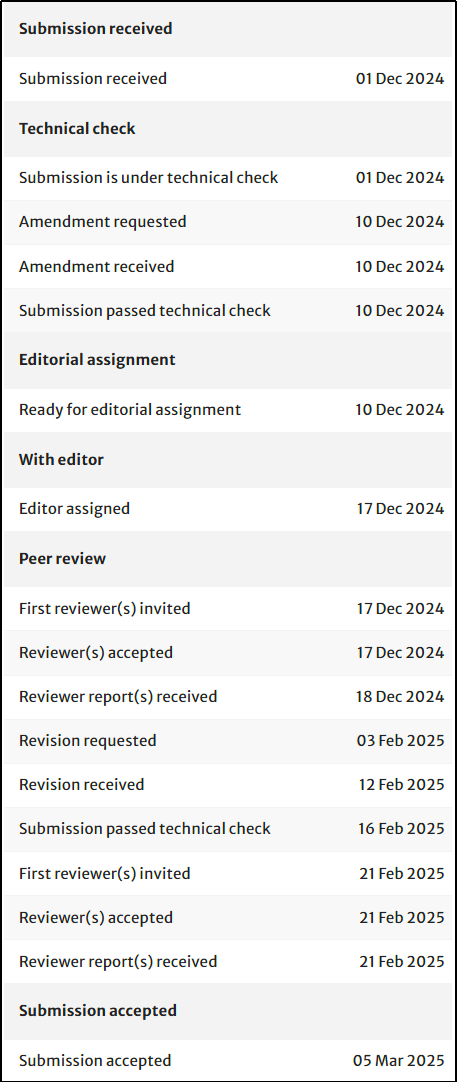 Submission received
Submission received 01 Dec 2024
Technical check
Submission is under technical check 01 Dec 2024
Amendment requested 10 Dec 2024
Amendment received 10 Dec 2024
Submission passed technical check 10 Dec 2024
Editorial assignment
Ready for editorial assignment 10 Dec 2024
With editor
Editor assigned 17 Dec 2024
Peer review
First reviewer(s) invited 17 Dec 2024
Reviewer(s) accepted 17 Dec 2024
Reviewer report(s) received 18 Dec 2024
Revision requested 03 Feb 2025
Revision received 12 Feb 2025
Submission passed technical check 16 Feb 2025
First reviewer(s) invited 21 Feb 2025
Reviewer(s) accepted 21 Feb 2025
Reviewer report(s) received 21 Feb 2025
Submission accepted
Submission accepted 05 Mar 2025